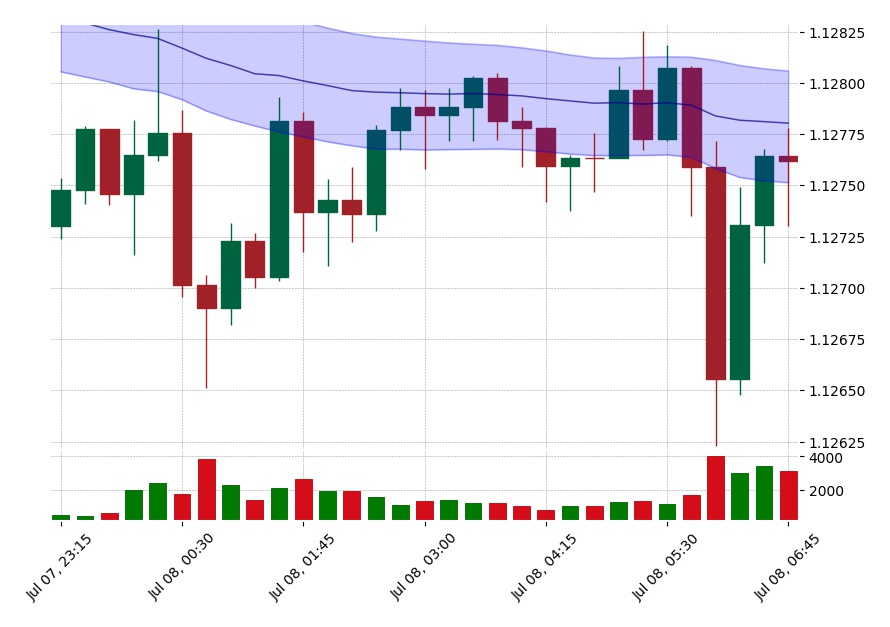 1.12825
1.12800
1.12775
1.12750
1.12725
1.12700
1.12675
1.12650
1.12625
4000
2000
Jul 07, 23:15
Jul 08, 00:30
Jul 08, 01:45
Jul 08, 03:00
Jul 08, 04:15
Jul 08, 05:30
Jul 08, 06:45